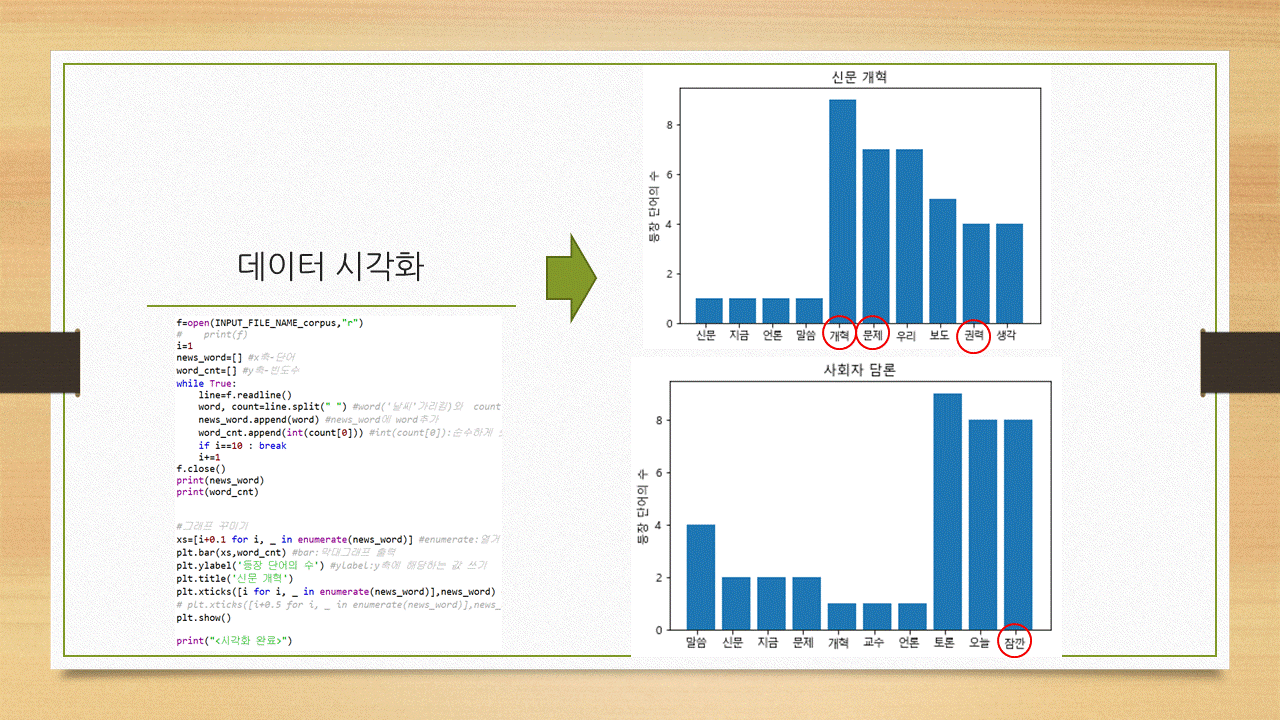 데이터 시각화
f=open(INPUT_FILE_NAME_corpus,"r")
#    print(f)
i=1
news_word=[] #x축-단어
word_cnt=[] #y축-빈도수
while True:
    line=f.readline()
    word, count=line.split(" ") #word('날씨'가리킴)와  count
    news_word.append(word) #news_word에 word추가
    word_cnt.append(int(count[0])) #int(count[0]):순수하게
    if i==10 : break
    i+=1
f.close()
print(news_word)
print(word_cnt)
#그래프 꾸미기
xs=[i+0.1 for i, _ in enumerate(news_word)] #enumerate:열거
plt.bar(xs,word_cnt) #bar:막대그래프 출력
plt.ylabel('등장 단어의 수') #ylabel:y축에 해당하는 값 쓰기
plt.title('신문 개혁')
plt.xticks([i for i, _ in enumerate(news_word)],news_word)
# plt.xticks([i+0.5 for i, _ in enumerate(news_word)],news_
plt.show()
print("<시각화 완료>")
신문 개혁
등장 단어의 수
8
6
4
2
0
신문 지금 언론 말씀 개혁 문제 우리 보도 권력 생각
사회자 담론
등장 단어의 수
8
6
4
2
0
말씀 신문 지금 문제 개혁 교수 언론 토론 오늘 잠깐